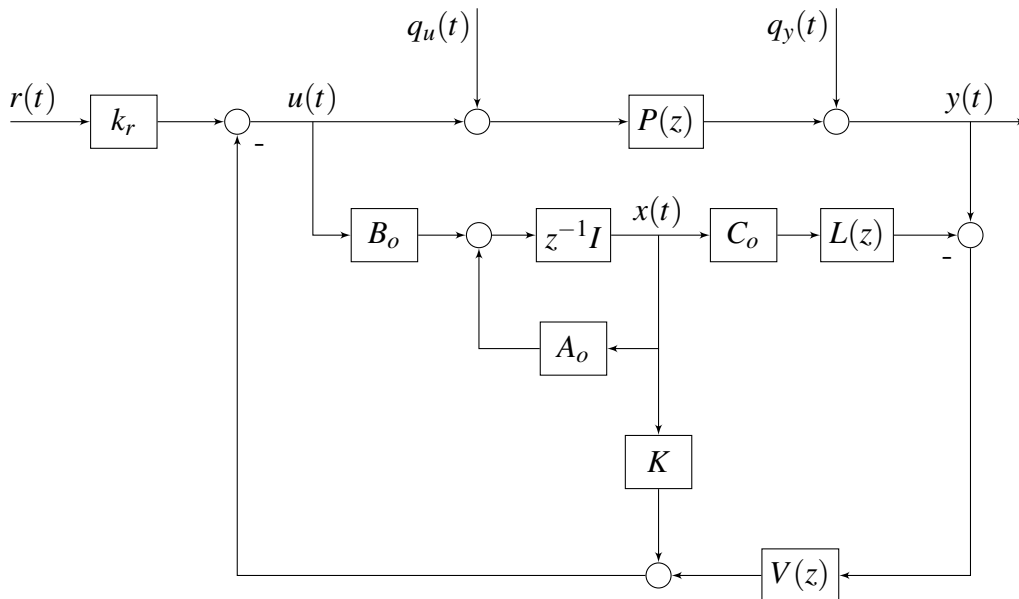 q_u(t)
q_y(t)
r(t)
k_r
u(t)
P(z)
y(t)
-
B_o
z^{-1}I
x(t)
C_o
L(z)
-
A_o
K
V(z)